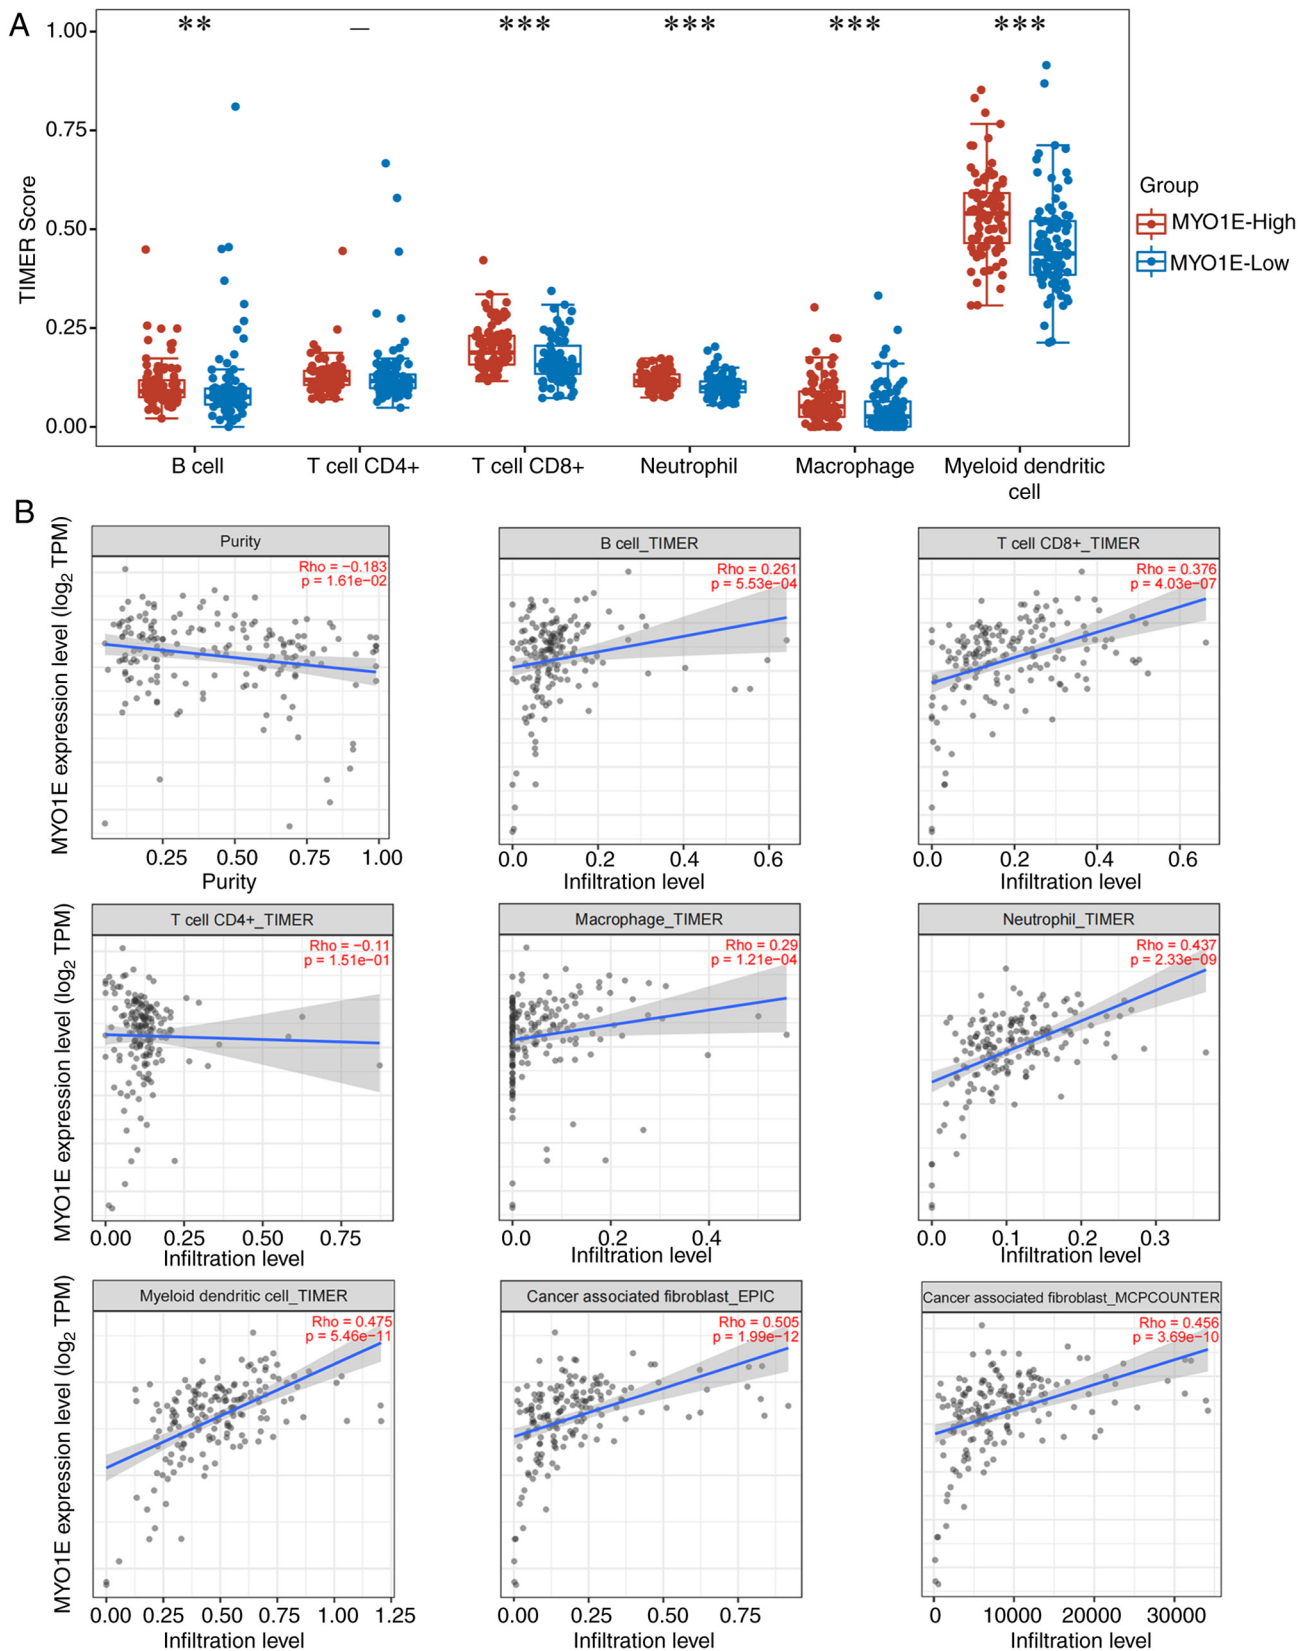 A
1.00
0.75
0.50
0.25
0.00
TIMER Score
** — *** *** *** ***
B cell
T cell CD4+
T cell CD8+
Neutrophil
Macrophage
Myeloid dendritic
cell
Group
MYO1E-High
MYO1E-Low
B
MYO1E expression level (log2 TPM)
Purity
Rho = −0.183
p = 1.61e−02
0.25 0.50 0.75 1.00
Purity
B cell_TIMER
Rho = 0.261
p = 5.53e−04
0.0 0.2 0.4 0.6
Infiltration level
T cell CD8+_TIMER
Rho = 0.376
p = 4.03e−07
0.0 0.2 0.4 0.6
Infiltration level
MYO1E expression level (log2 TPM)
T cell CD4+_TIMER
Rho = −0.11
p = 1.51e−01
0.00 0.25 0.50 0.75
Infiltration level
Macrophage_TIMER
Rho = 0.29
p = 1.21e−04
0.0 0.2 0.4
Infiltration level
Neutrophil_TIMER
Rho = 0.437
p = 2.33e−09
0.0 0.1 0.2 0.3
Infiltration level
MYO1E expression level (log2 TPM)
Myeloid dendritic cell_TIMER
Rho = 0.475
p = 5.46e−11
0.00 0.25 0.50 0.75 1.00 1.25
Infiltration level
Cancer associated fibroblast_EPIC
Rho = 0.505
p = 1.99e−12
0.00 0.25 0.50 0.75
Infiltration level
Cancer associated fibroblast_MCPCOUNTER
Rho = 0.456
p = 3.69e−10
0 10000 20000 30000
Infiltration level